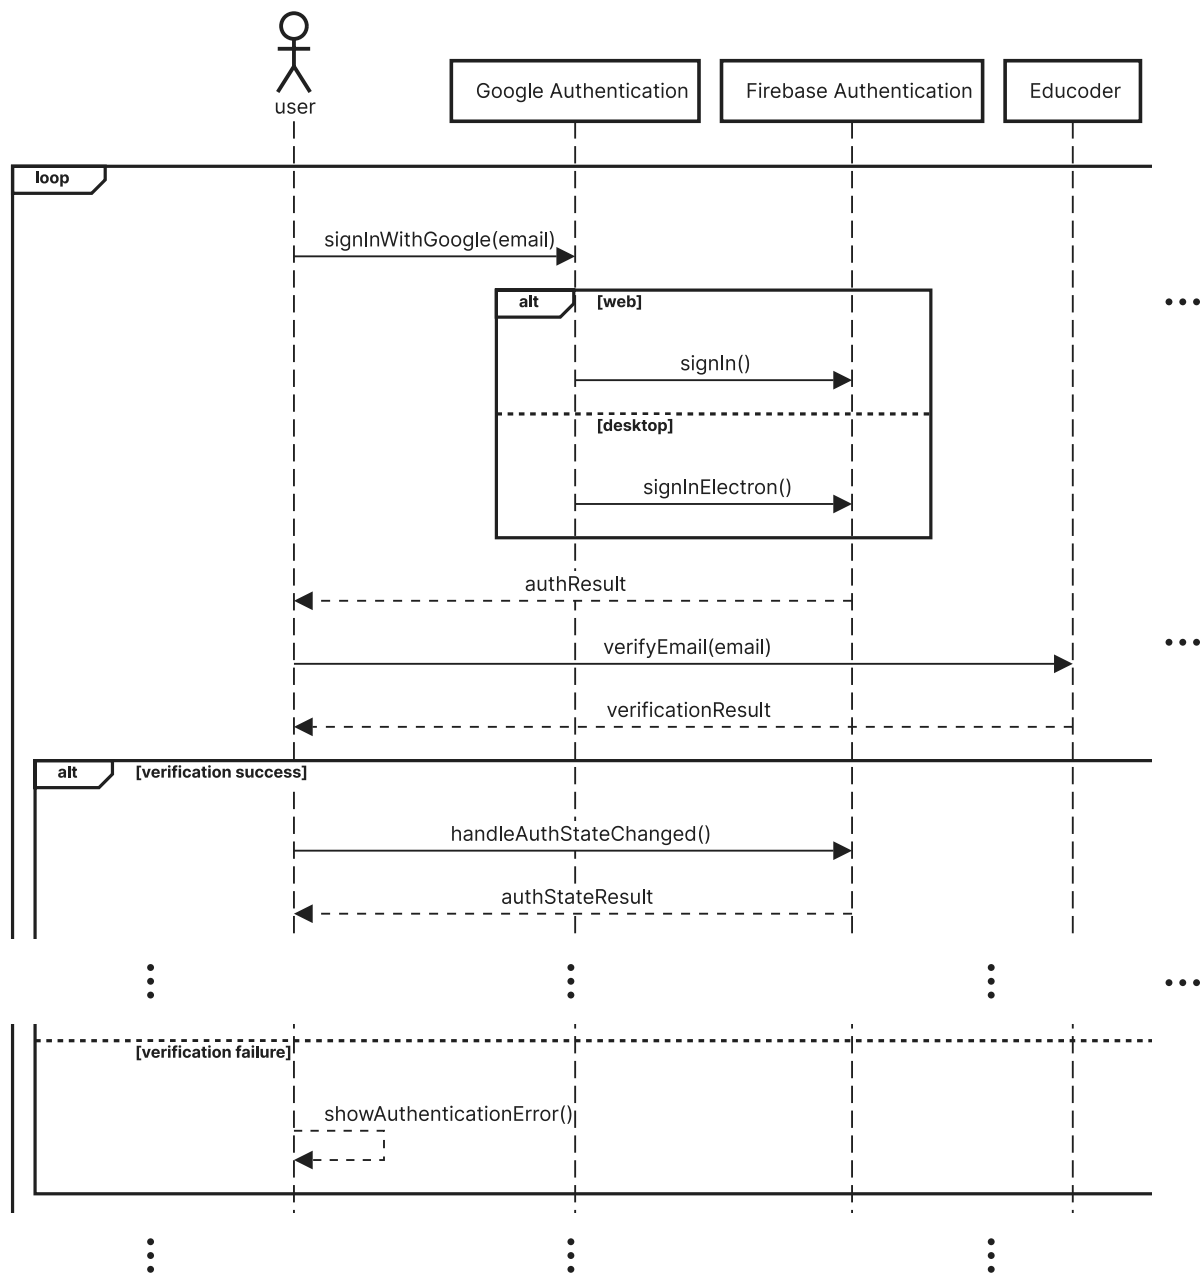 user
Google Authentication
Firebase Authentication
Educoder
loop
signInWithGoogle(email)
alt
[web]
signIn()
[desktop]
signInElectron()
authResult
verifyEmail(email)
verificationResult
alt
[verification success]
handleAuthStateChanged()
authStateResult
[verification failure]
showAuthenticationError()